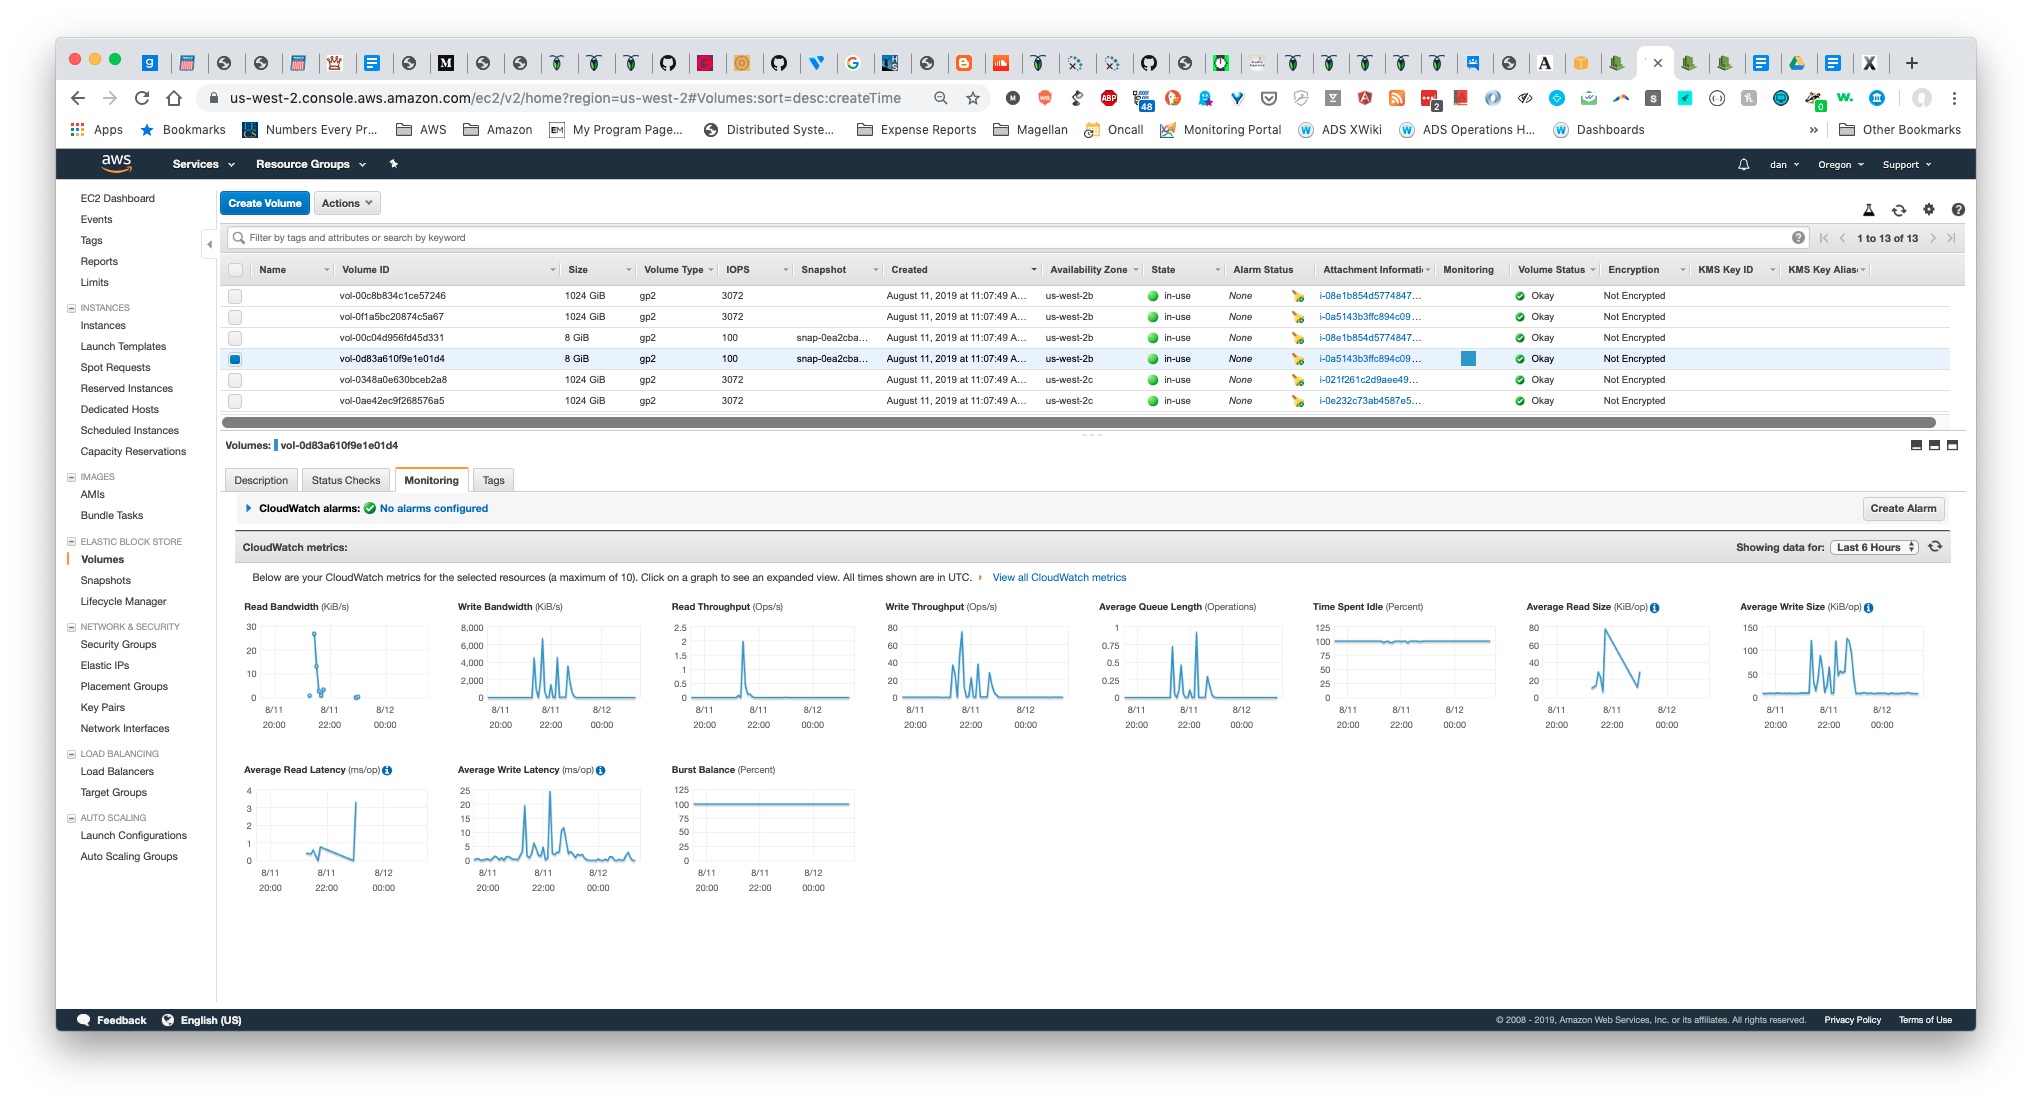 us-west-2.console.aws.amazon.com/ec2/v2/home?region=us-west-2#Volumes:sort=desc:createTime
Apps Bookmarks Numbers Every Pr... AWS Amazon My Program Page... Distributed Syste... Expense Reports Magellan Oncall Monitoring Portal ADS XWiki ADS Operations H... Dashboards » Other Bookmarks
aws Services Resource Groups dan Oregon Support
EC2 Dashboard
Events
Tags
Reports
Limits
INSTANCES
Instances
Launch Templates
Spot Requests
Reserved Instances
Dedicated Hosts
Scheduled Instances
Capacity Reservations
IMAGES
AMIs
Bundle Tasks
ELASTIC BLOCK STORE
Volumes
Snapshots
Lifecycle Manager
NETWORK & SECURITY
Security Groups
Elastic IPs
Placement Groups
Key Pairs
Network Interfaces
LOAD BALANCING
Load Balancers
Target Groups
AUTO SCALING
Launch Configurations
Auto Scaling Groups
Create Volume Actions
Filter by tags and attributes or search by keyword 1 to 13 of 13
Name Volume ID Size Volume Type IOPS Snapshot Created Availability Zone State Alarm Status Attachment Informati Monitoring Volume Status Encryption KMS Key ID KMS Key Alias
vol-00c8b834c1ce57246 1024 GiB gp2 3072 August 11, 2019 at 11:07:49 A... us-west-2b in-use None i-08e1b854d5774847... Okay Not Encrypted
vol-0f1a5bc20874c5a67 1024 GiB gp2 3072 August 11, 2019 at 11:07:49 A... us-west-2b in-use None i-0a5143b3ffc894c09... Okay Not Encrypted
vol-00c04d956fd45d331 8 GiB gp2 100 snap-0ea2cba... August 11, 2019 at 11:07:49 A... us-west-2b in-use None i-08e1b854d5774847... Okay Not Encrypted
vol-0d83a610f9e1e01d4 8 GiB gp2 100 snap-0ea2cba... August 11, 2019 at 11:07:49 A... us-west-2b in-use None i-0a5143b3ffc894c09... Okay Not Encrypted
vol-0348a0e630bceb2a8 1024 GiB gp2 3072 August 11, 2019 at 11:07:49 A... us-west-2c in-use None i-021f261c2d9aee49... Okay Not Encrypted
vol-0ae42ec9f268576a5 1024 GiB gp2 3072 August 11, 2019 at 11:07:49 A... us-west-2c in-use None i-0e232c73ab4587e5... Okay Not Encrypted
Volumes: vol-0d83a610f9e1e01d4
Description Status Checks Monitoring Tags
CloudWatch alarms: No alarms configured Create Alarm
CloudWatch metrics: Showing data for: Last 6 Hours
Below are your CloudWatch metrics for the selected resources (a maximum of 10). Click on a graph to see an expanded view. All times shown are in UTC. › View all CloudWatch metrics
Read Bandwidth (KiB/s)
30
20
10
0
8/11 8/11 8/12
20:00 22:00 00:00
Write Bandwidth (KiB/s)
8,000
6,000
4,000
2,000
0
8/11 8/11 8/12
20:00 22:00 00:00
Read Throughput (Ops/s)
2.5
2
1.5
1
0.5
0
8/11 8/11 8/12
20:00 22:00 00:00
Write Throughput (Ops/s)
80
60
40
20
0
8/11 8/11 8/12
20:00 22:00 00:00
Average Queue Length (Operations)
1
0.75
0.5
0.25
0
8/11 8/11 8/12
20:00 22:00 00:00
Time Spent Idle (Percent)
125
100
75
50
25
0
8/11 8/11 8/12
20:00 22:00 00:00
Average Read Size (KiB/op)
80
60
40
20
0
8/11 8/11 8/12
20:00 22:00 00:00
Average Write Size (KiB/op)
150
100
50
0
8/11 8/11 8/12
20:00 22:00 00:00
Average Read Latency (ms/op)
4
3
2
1
0
8/11 8/11 8/12
20:00 22:00 00:00
Average Write Latency (ms/op)
25
20
15
10
5
0
8/11 8/11 8/12
20:00 22:00 00:00
Burst Balance (Percent)
125
100
75
50
25
0
8/11 8/11 8/12
20:00 22:00 00:00
Feedback English (US) © 2008 - 2019, Amazon Web Services, Inc. or its affiliates. All rights reserved. Privacy Policy Terms of Use